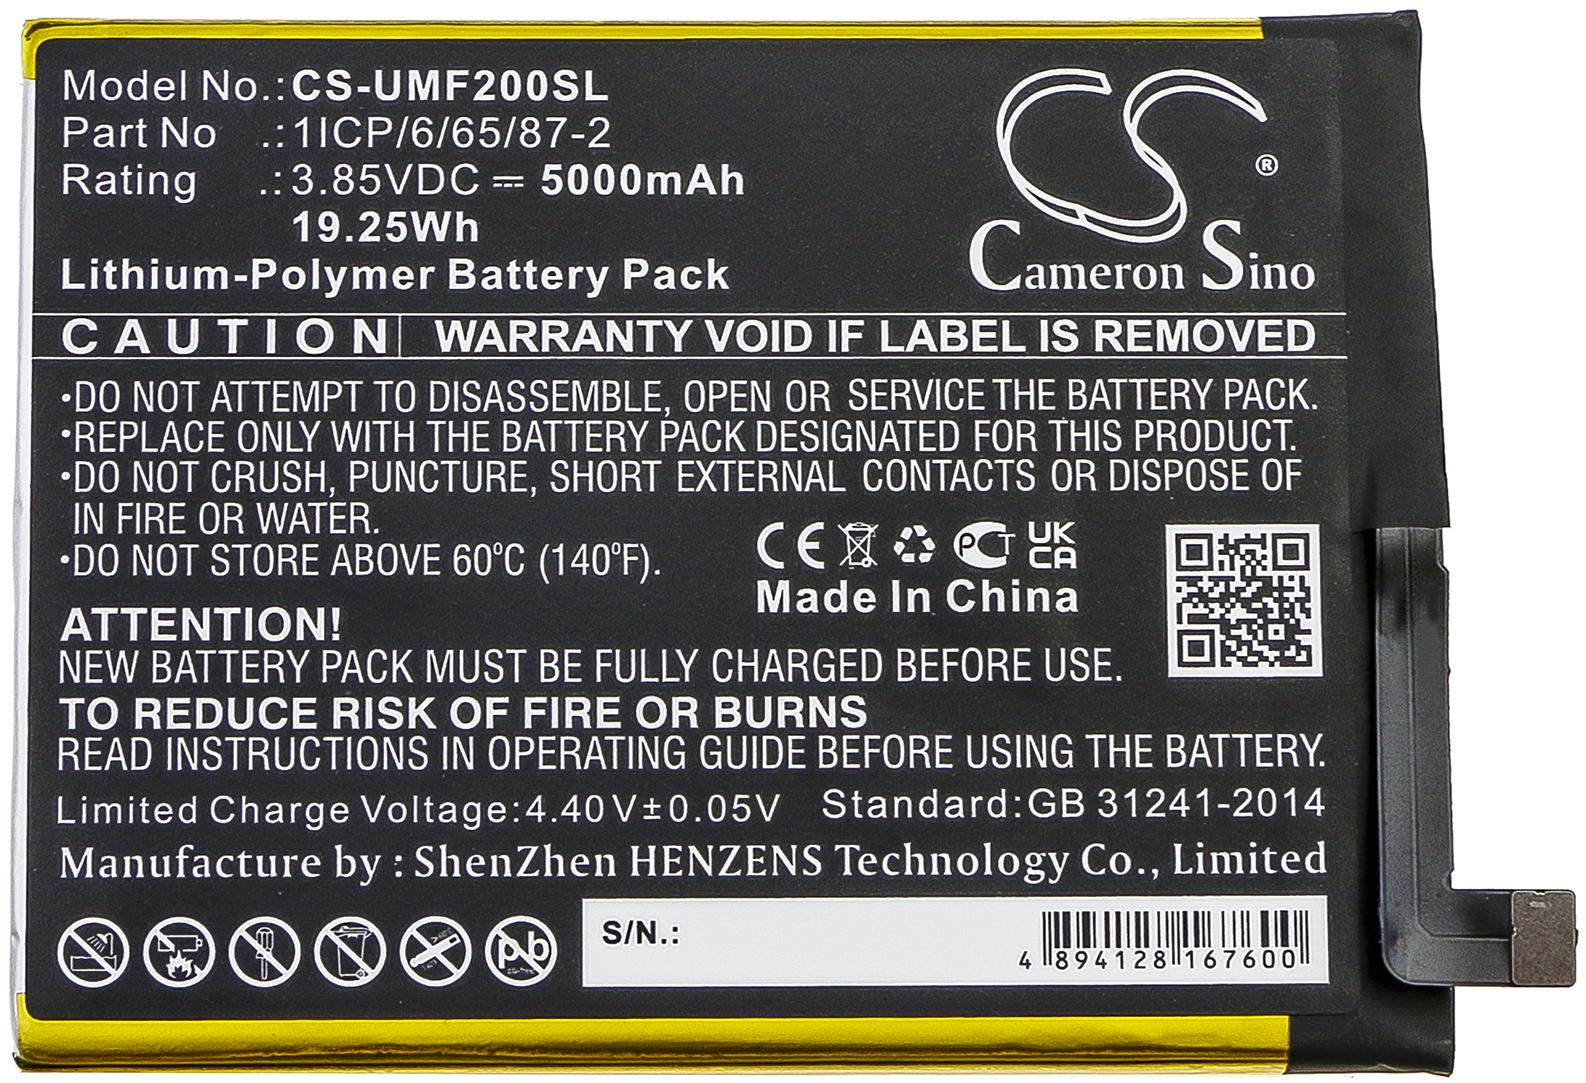 Model No.:CS-UMF200SL
Part No .:1ICP/6/65/87-2
Rating .:3.85VDC ⎓ 5000mAh
19.25Wh
Lithium-Polymer Battery Pack
CS®
Cameron Sino
CAUTION WARRANTY VOID IF LABEL IS REMOVED
•DO NOT ATTEMPT TO DISASSEMBLE, OPEN OR SERVICE THE BATTERY PACK.
•REPLACE ONLY WITH THE BATTERY PACK DESIGNATED FOR THIS PRODUCT.
•DO NOT CRUSH, PUNCTURE, SHORT EXTERNAL CONTACTS OR DISPOSE OF
IN FIRE OR WATER.
•DO NOT STORE ABOVE 60°C (140°F).
CE PCT UK
CA
Made In China
ATTENTION!
NEW BATTERY PACK MUST BE FULLY CHARGED BEFORE USE.
TO REDUCE RISK OF FIRE OR BURNS
READ INSTRUCTIONS IN OPERATING GUIDE BEFORE USING THE BATTERY.
Limited Charge Voltage:4.40V±0.05V Standard:GB 31241-2014
Manufacture by : ShenZhen HENZENS Technology Co., Limited
Pb
S/N.:
4 894128 167600